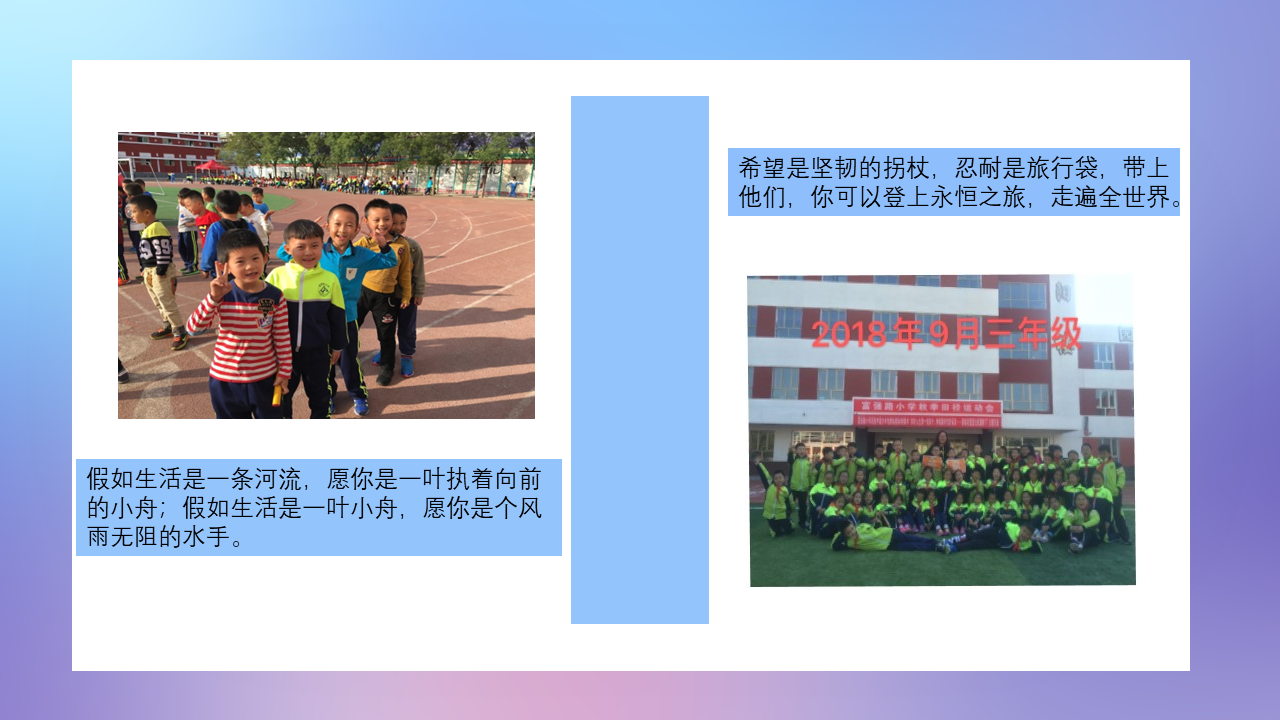 假如生活是一条河流，愿你是一叶执着向前
的小舟；假如生活是一叶小舟，愿你是个风
雨无阻的水手。
希望是坚韧的拐杖，忍耐是旅行袋，带上
他们，你可以登上永恒之旅，走遍全世界。
2018年9月三年级
富强路小学秋季田径运动会